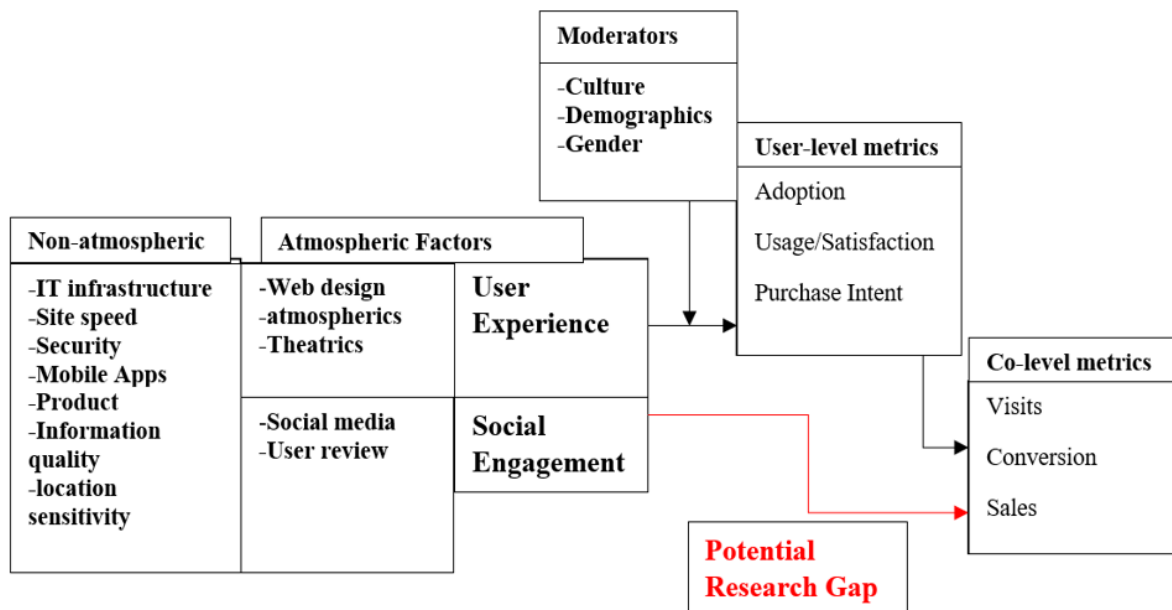 Moderators
-Culture
-Demographics
-Gender
User-level metrics
Adoption
Usage/Satisfaction
Purchase Intent
Non-atmospheric
-IT infrastructure
-Site speed
-Security
-Mobile Apps
-Product
-Information
quality
-location
sensitivity
Atmospheric Factors
-Web design
-atmospherics
-Theatrics
User
Experience
-Social media
-User review
Social
Engagement
Co-level metrics
Visits
Conversion
Sales
Potential
Research Gap